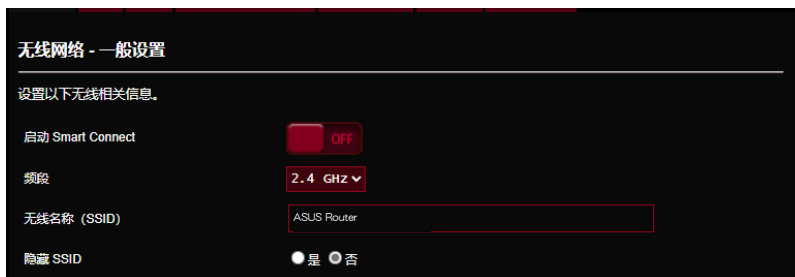 无线网络 - 一般设置
设置以下无线相关信息。
启动 Smart Connect OFF
频段 2.4 GHz
无线名称（SSID） ASUS Router
隐藏 SSID 是 否